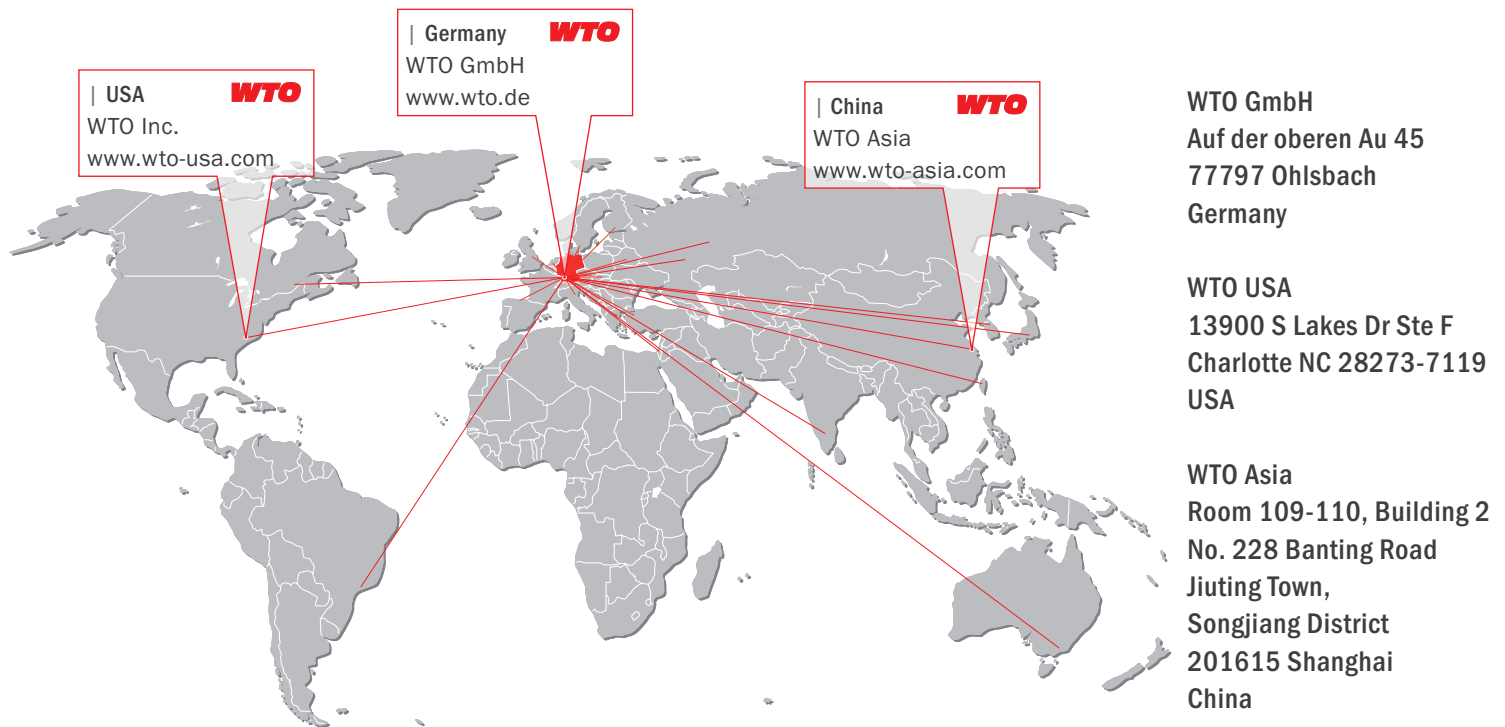 | Germany WTO
WTO GmbH
www.wto.de
| USA WTO
WTO Inc.
www.wto-usa.com
| China WTO
WTO Asia
www.wto-asia.com
WTO GmbH
Auf der oberen Au 45
77797 Ohlsbach
Germany
WTO USA
13900 S Lakes Dr Ste F
Charlotte NC 28273-7119
USA
WTO Asia
Room 109-110, Building 2
No. 228 Banting Road
Jiuting Town,
Songjiang District
201615 Shanghai
China